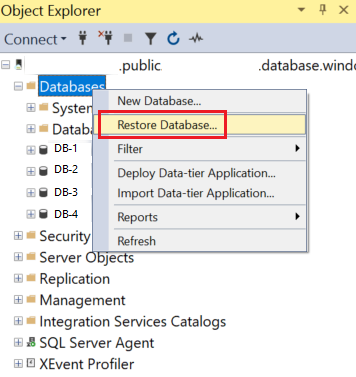 Object Explorer
Connect
.public. .database.windo
Databases
New Database...
System
Restore Database...
Databa
Filter
DB-1
DB-2
Deploy Data-tier Application...
DB-3
Import Data-tier Application...
DB-4
Reports
Security
Refresh
Server Objects
Replication
Management
Integration Services Catalogs
SQL Server Agent
XEvent Profiler